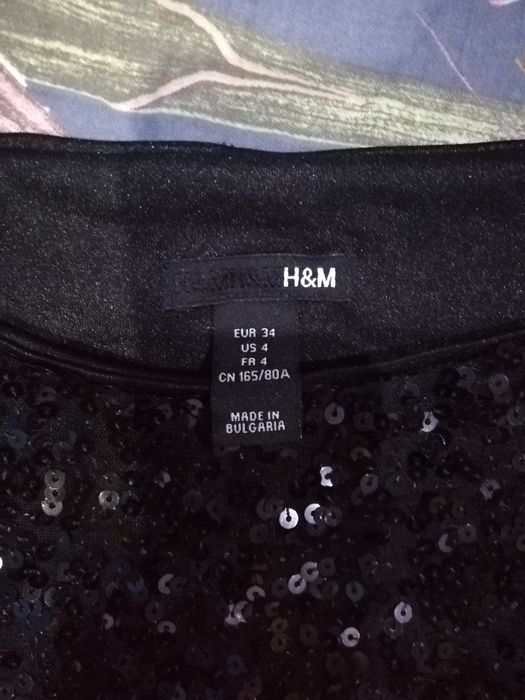 H&M
EUR 34
US 4
FR 4
CN 165/80A
MADE IN
BULGARIA